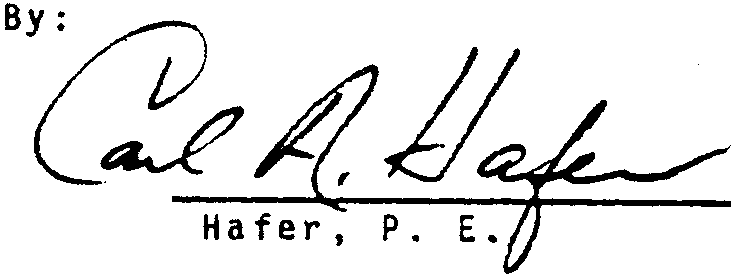 By:
Carl R. Hafer
Hafer, P. E.